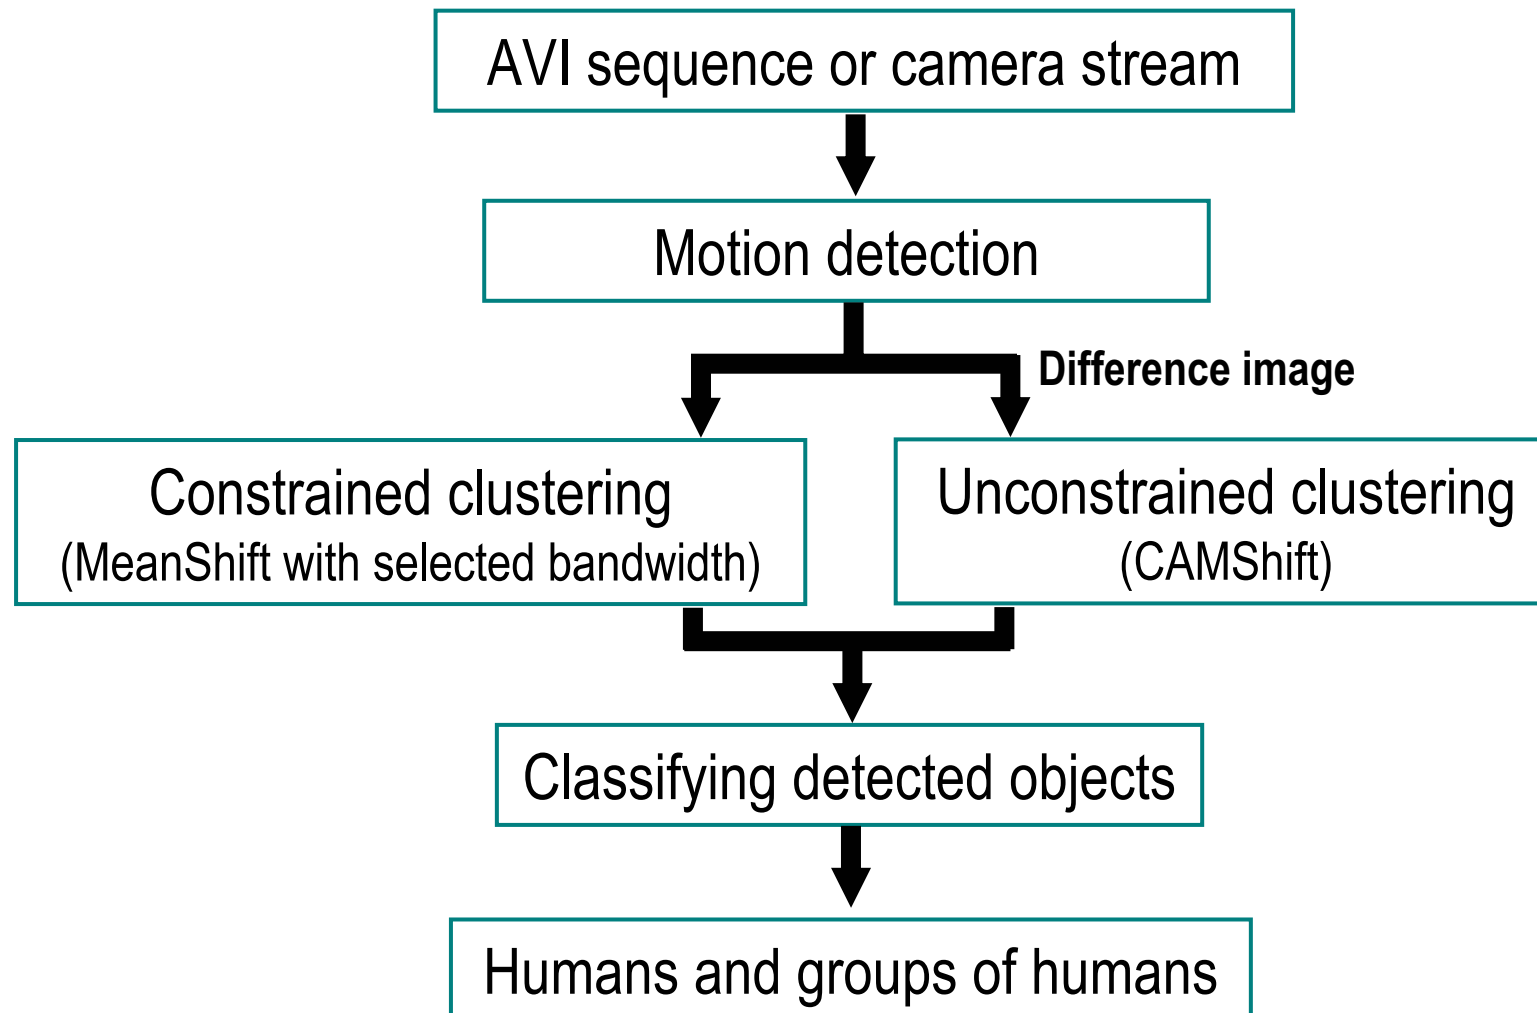 AVI sequence or camera stream
Motion detection
Difference image
Constrained clustering
(MeanShift with selected bandwidth)
Unconstrained clustering
(CAMShift)
Classifying detected objects
Humans and groups of humans